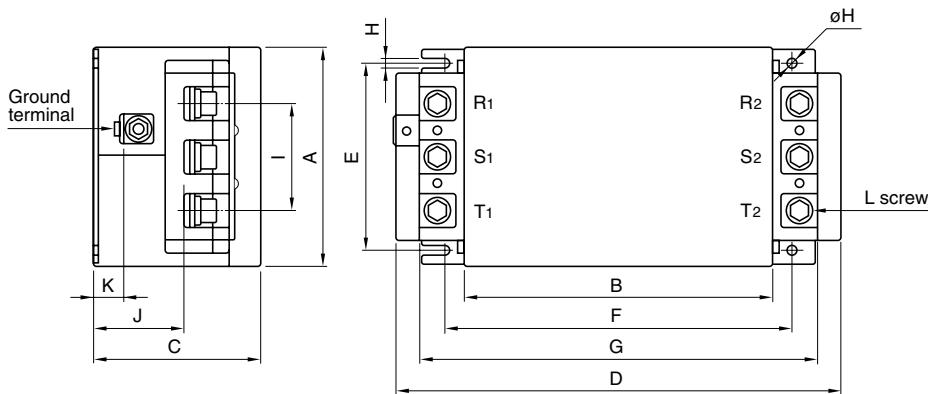 H
øH
Ground
terminal
R1
R2
I
A
E
S1
S2
T1
T2
L screw
K
B
J
F
C
G
D